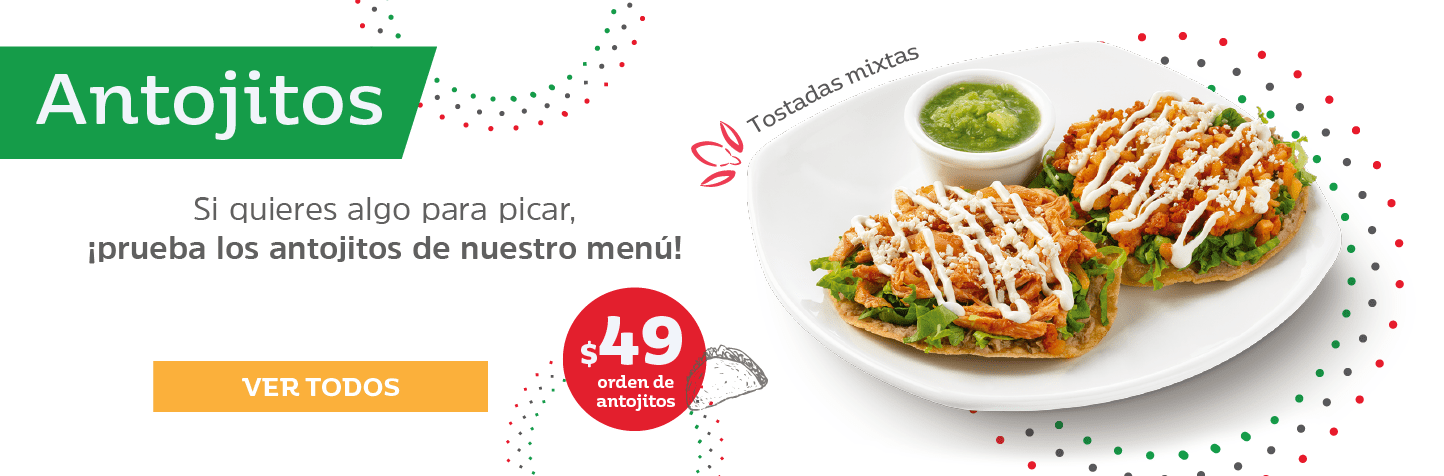 Antojitos
Si quieres algo para picar,
¡prueba los antojitos de nuestro menú!
$49
orden de
antojitos
VER TODOS
Tostadas mixtas